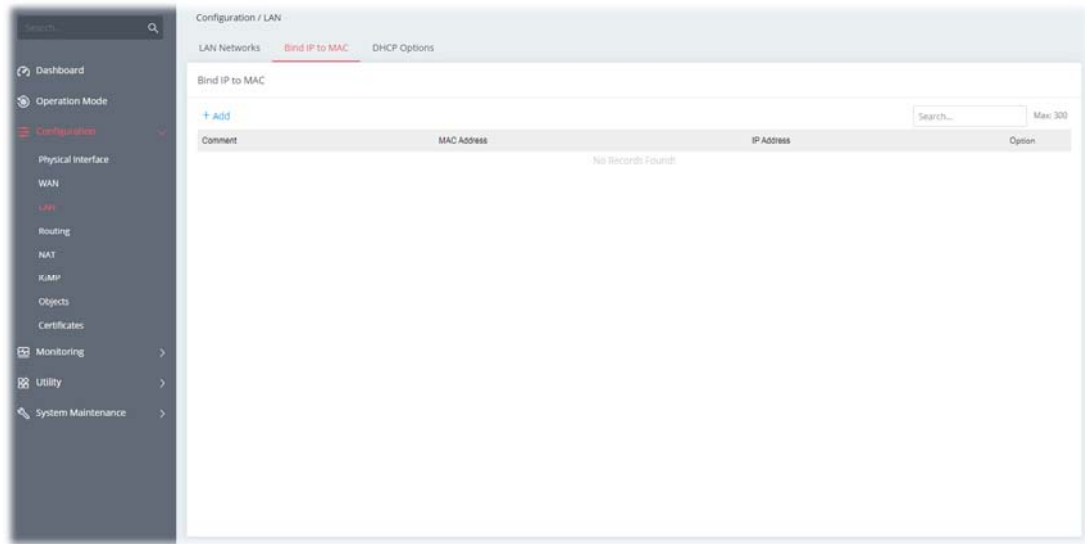 Search...
Dashboard
Operation Mode
Configuration
Physical Interface
WAN
LAN
Routing
NAT
IGMP
Objects
Certificates
Monitoring
Utility
System Maintenance
Configuration / LAN
LAN Networks Bind IP to MAC DHCP Options
Bind IP to MAC
+ Add Search... Max: 300
Comment MAC Address IP Address Option
No Records Found!